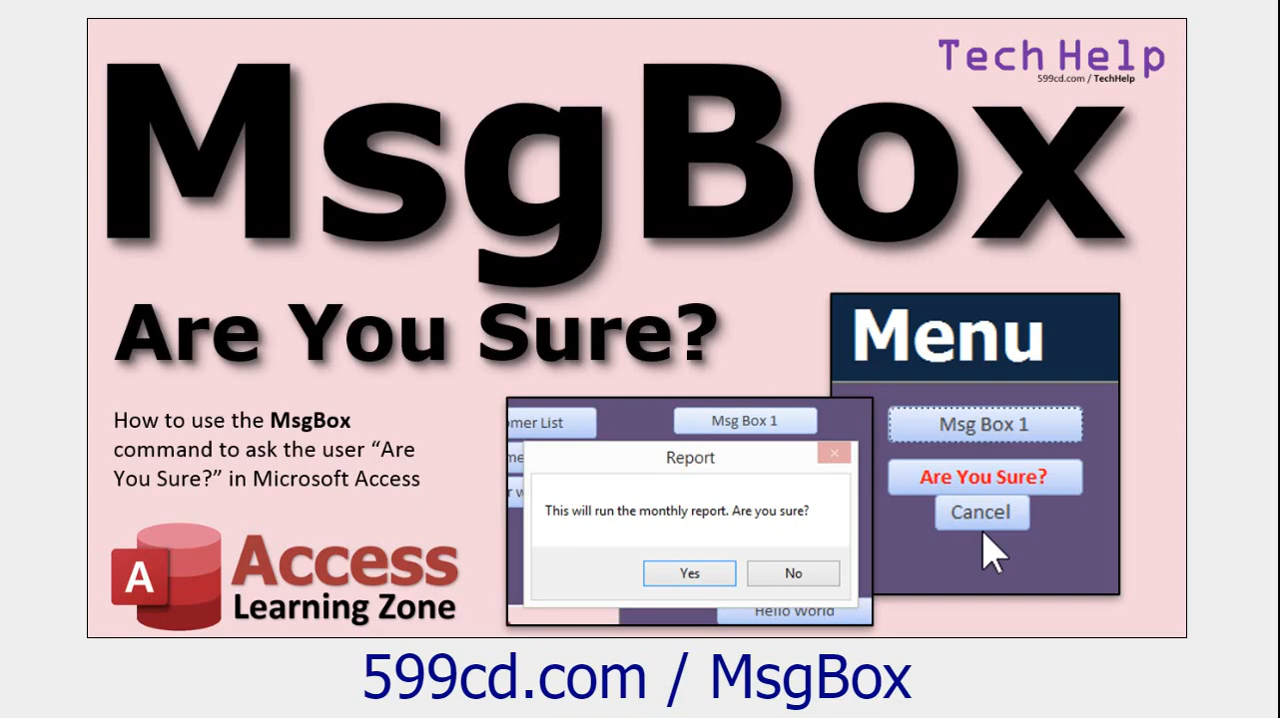 Tech Help
599cd.com / TechHelp
MsgBox
Are You Sure?
Menu
How to use the MsgBox
command to ask the user “Are
You Sure?” in Microsoft Access
omer List
Msg Box 1
Report
This will run the monthly report. Are you sure?
Yes
No
Hello World
Msg Box 1
Are You Sure?
Cancel
A
Access
Learning Zone
599cd.com / MsgBox